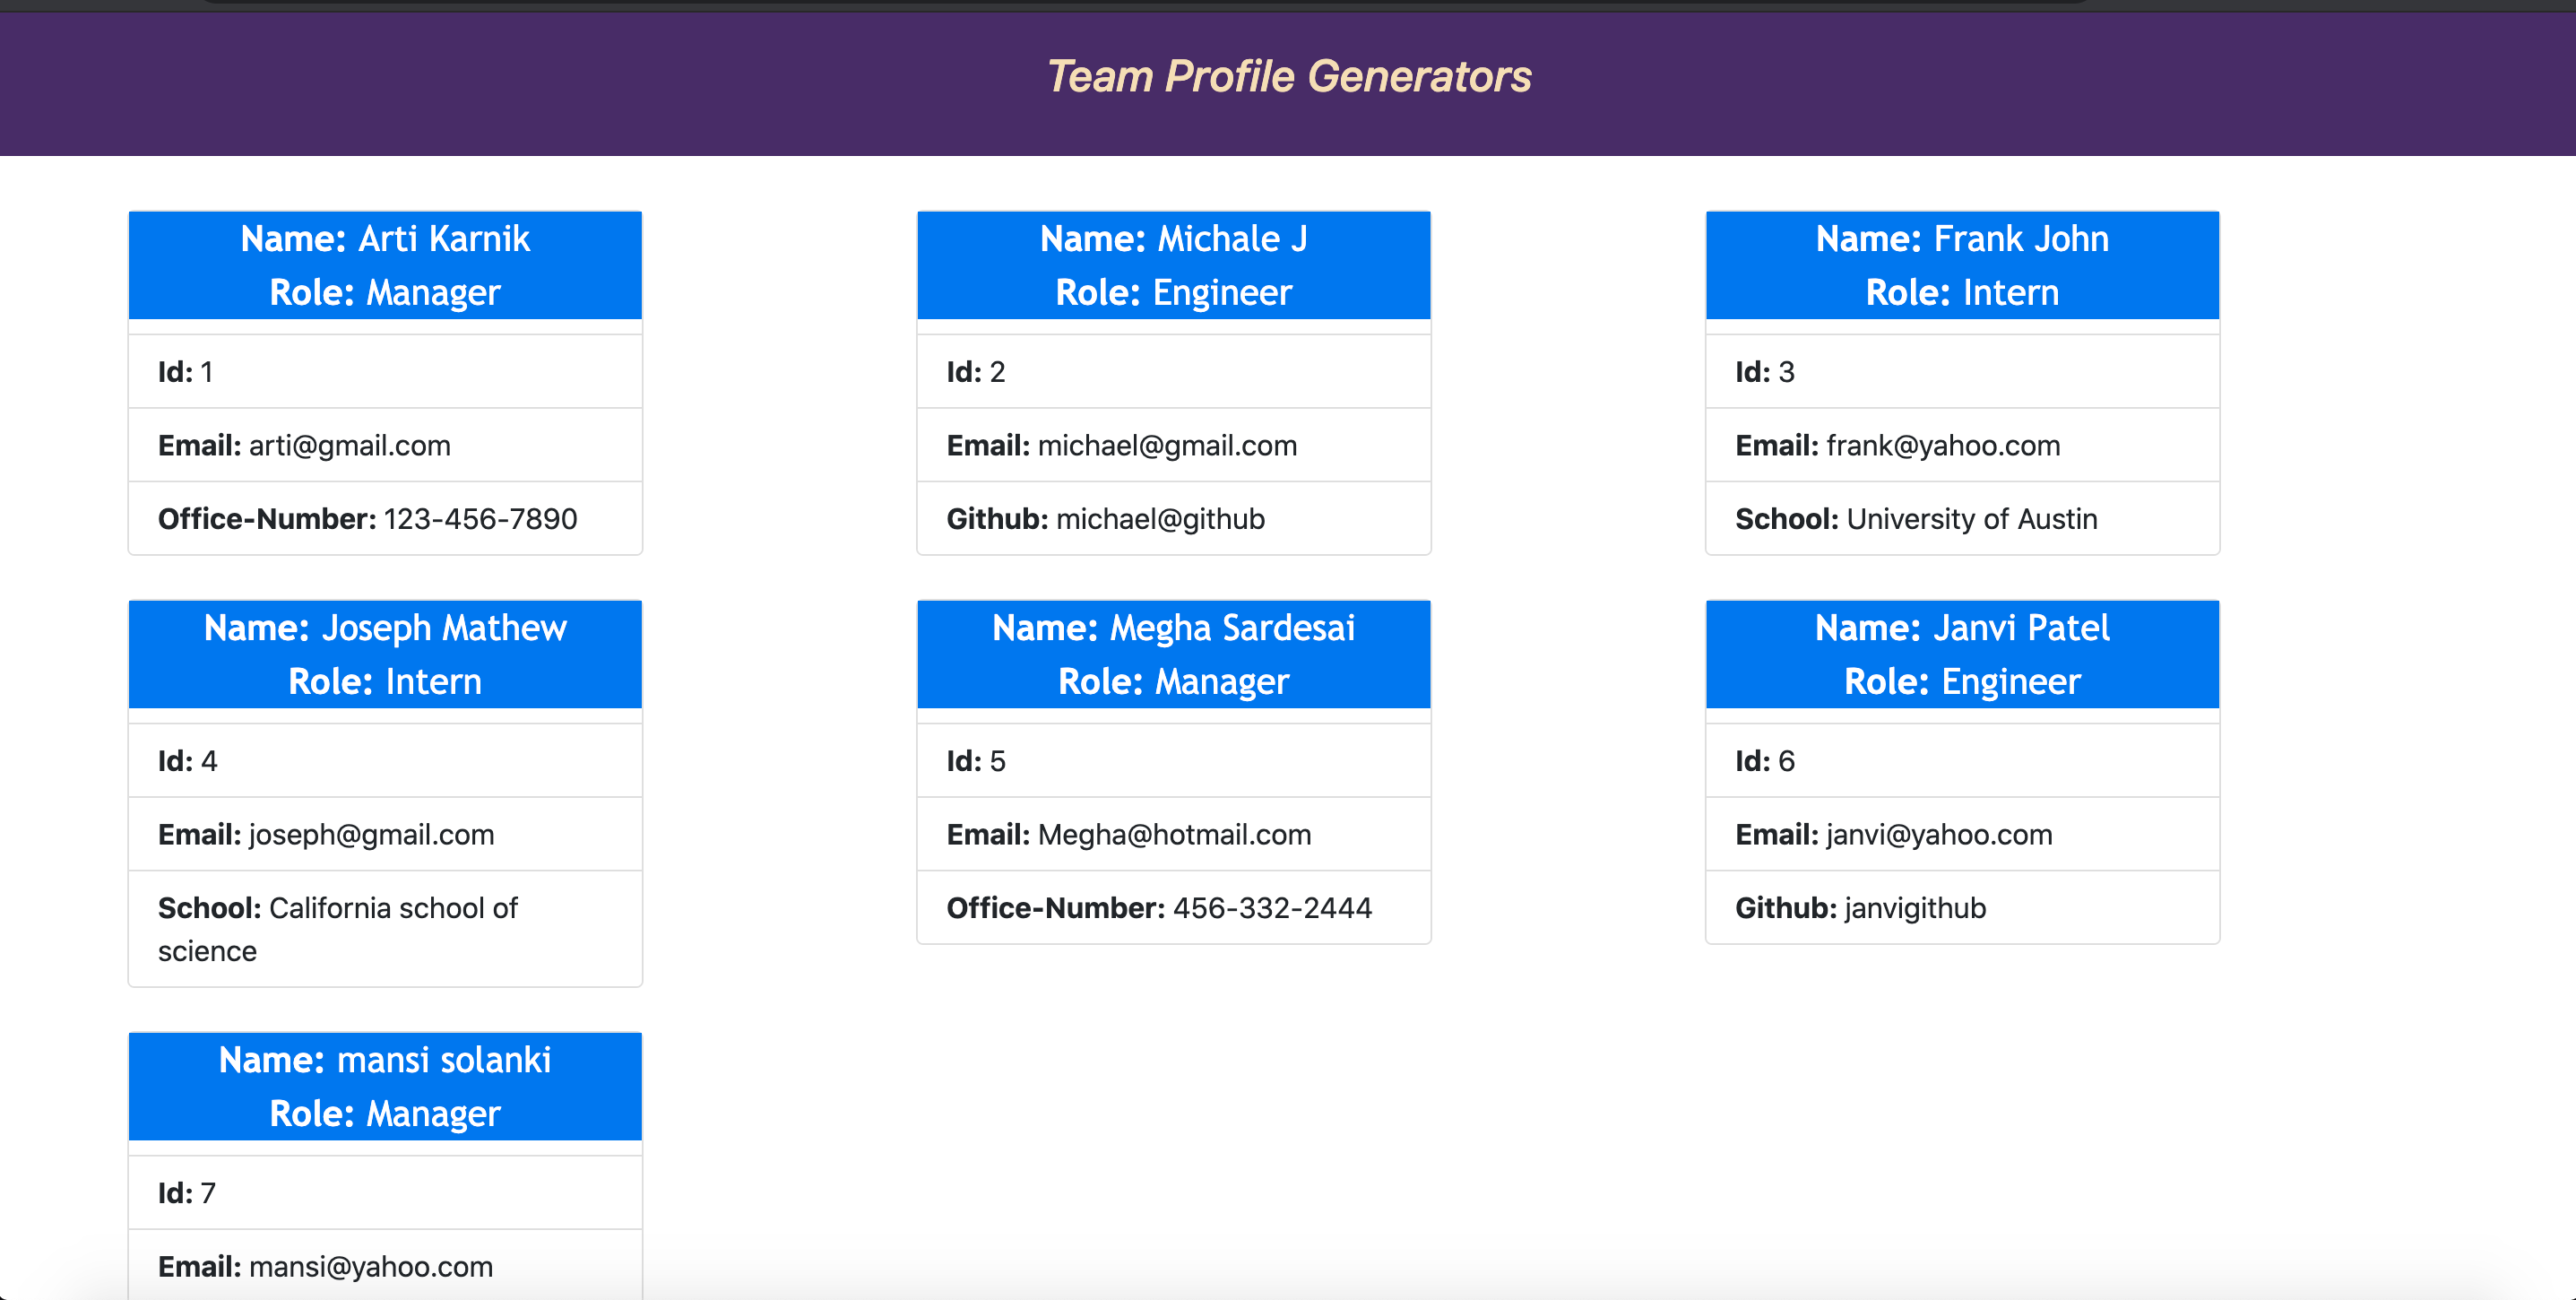 Team Profile Generators
Name: Arti Karnik
Role: Manager
Id: 1
Email: arti@gmail.com
Office-Number: 123-456-7890
Name: Michale J
Role: Engineer
Id: 2
Email: michael@gmail.com
Github: michael@github
Name: Frank John
Role: Intern
Id: 3
Email: frank@yahoo.com
School: University of Austin
Name: Joseph Mathew
Role: Intern
Id: 4
Email: joseph@gmail.com
School: California school of
science
Name: Megha Sardesai
Role: Manager
Id: 5
Email: Megha@hotmail.com
Office-Number: 456-332-2444
Name: Janvi Patel
Role: Engineer
Id: 6
Email: janvi@yahoo.com
Github: janvigithub
Name: mansi solanki
Role: Manager
Id: 7
Email: mansi@yahoo.com